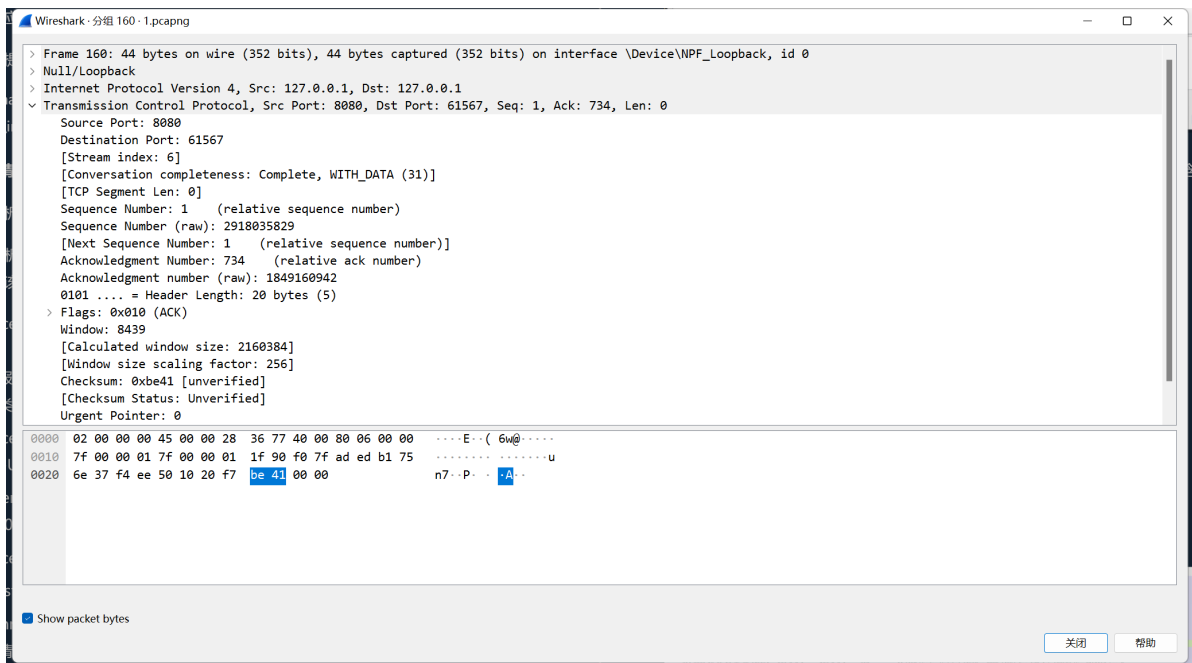 Wireshark · 分组 160 · 1.pcapng
Frame 160: 44 bytes on wire (352 bits), 44 bytes captured (352 bits) on interface \Device\NPF_Loopback, id 0
Null/Loopback
Internet Protocol Version 4, Src: 127.0.0.1, Dst: 127.0.0.1
Transmission Control Protocol, Src Port: 8080, Dst Port: 61567, Seq: 1, Ack: 734, Len: 0
Source Port: 8080
Destination Port: 61567
[Stream index: 6]
[Conversation completeness: Complete, WITH_DATA (31)]
[TCP Segment Len: 0]
Sequence Number: 1    (relative sequence number)
Sequence Number (raw): 2918035829
[Next Sequence Number: 1    (relative sequence number)]
Acknowledgment Number: 734    (relative ack number)
Acknowledgment number (raw): 1849160942
0101 .... = Header Length: 20 bytes (5)
Flags: 0x010 (ACK)
Window: 8439
[Calculated window size: 2160384]
[Window size scaling factor: 256]
Checksum: 0xbe41 [unverified]
[Checksum Status: Unverified]
Urgent Pointer: 0
0000 02 00 00 00 45 00 00 28 36 77 40 00 80 06 00 00 ····E··( 6w@·····
0010 7f 00 00 01 7f 00 00 01 1f 90 f0 7f ad ed b1 75 ········ ·······u
0020 6e 37 f4 ee 50 10 20 f7 be 41 00 00 n7··P· · ·A··
Show packet bytes
关闭 帮助